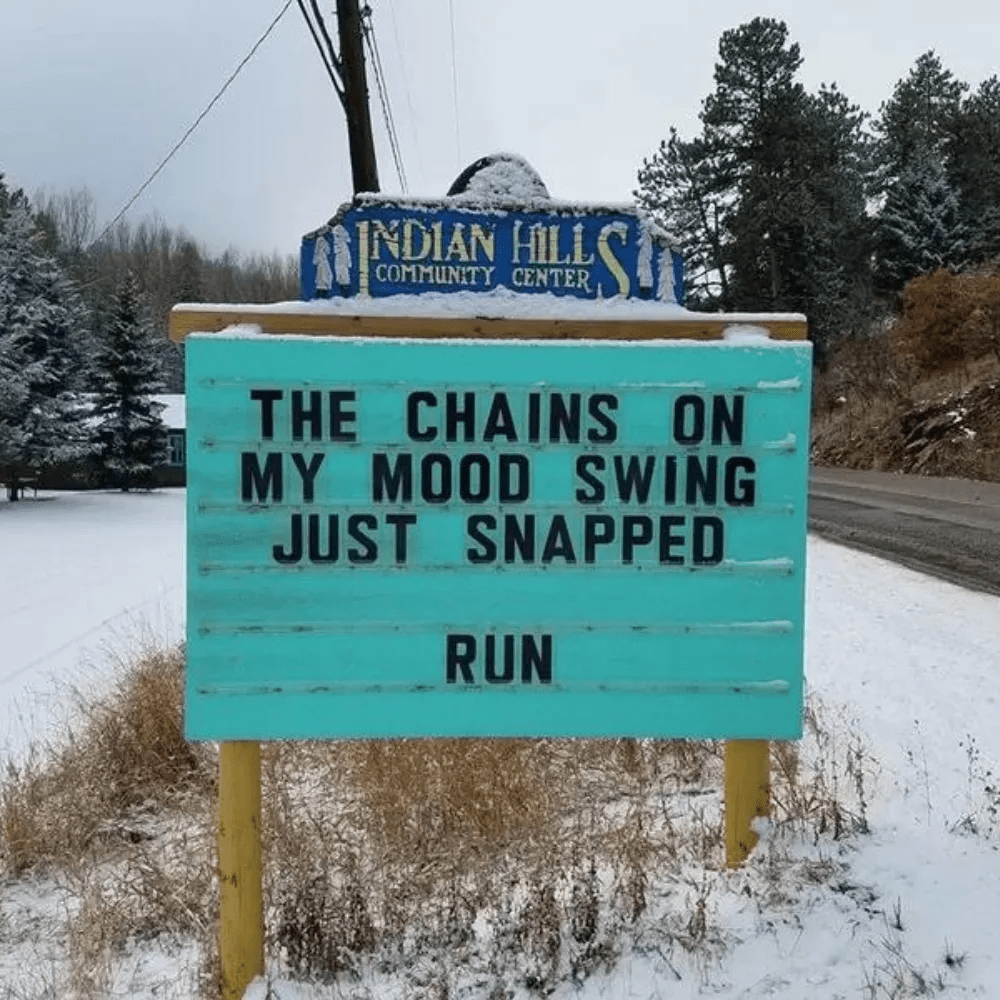 INDIAN HILLS
COMMUNITY CENTER
THE CHAINS ON
MY MOOD SWING
JUST SNAPPED
RUN